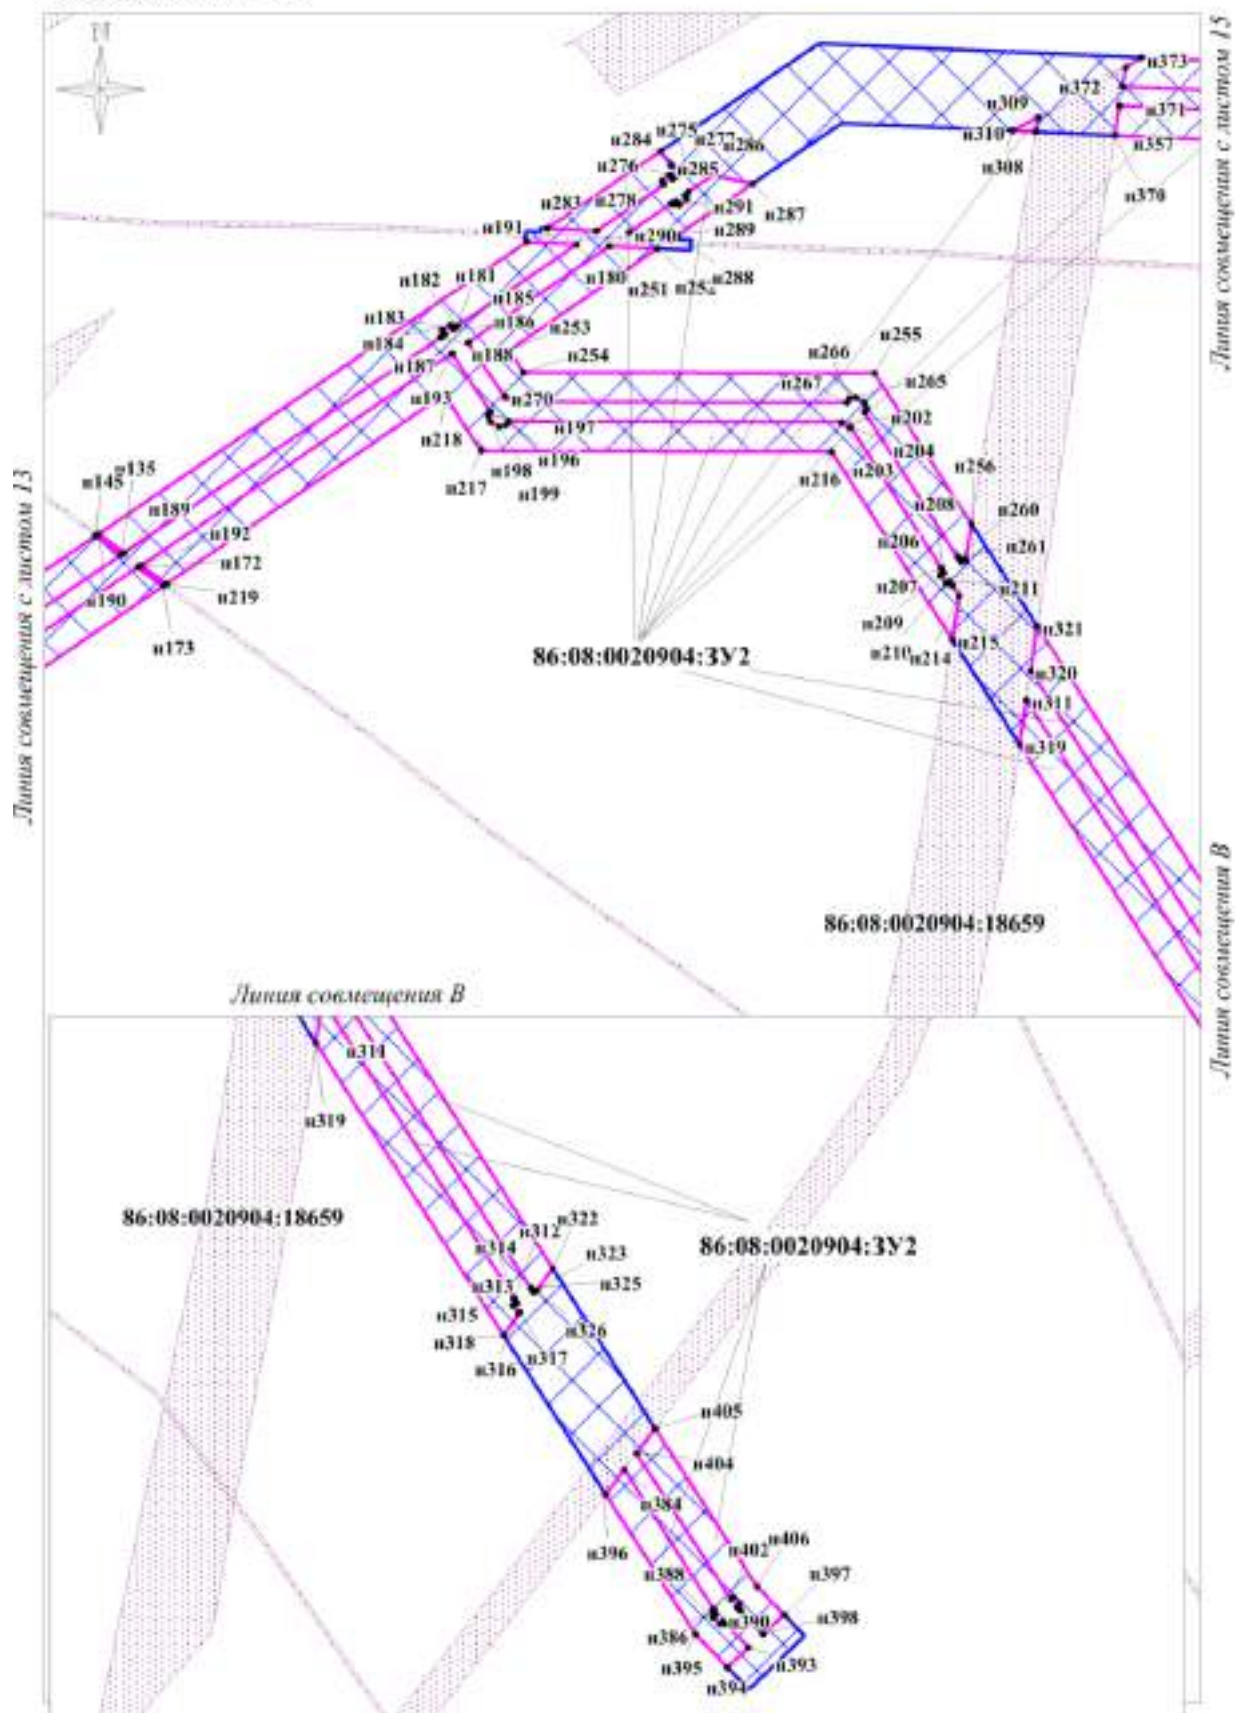 N
н373
н372
н371
н309
н310
н308
н357
н370
н275
н277
н286
н284
н276
н285
н283
н278
н291
н287
н191
н289
н290
н288
н182
н181
н180
н251
н185
н183
н186
н253
н184
н188
н254
н255
н187
н266
н267
н265
н193
н270
н202
н218
н197
н204
н198
н196
н217
н199
н216
н203
н256
н208
н260
н145
н135
н189
н192
н206
н261
н172
н190
н219
н207
н211
н173
н209
н215
н321
н210
н214
н320
н311
н319
86:08:0020904:ЗУ2
86:08:0020904:18659
Линия совмещения с листом 13
Линия совмещения с листом 15
Линия совмещения В
Линия совмещения В
н311
н319
86:08:0020904:18659
86:08:0020904:ЗУ2
н312
н322
н314
н323
н313
н325
н315
н326
н318
н317
н316
н405
н404
н384
н396
н402
н406
н388
н397
н390
н398
н386
н395
н393
н394